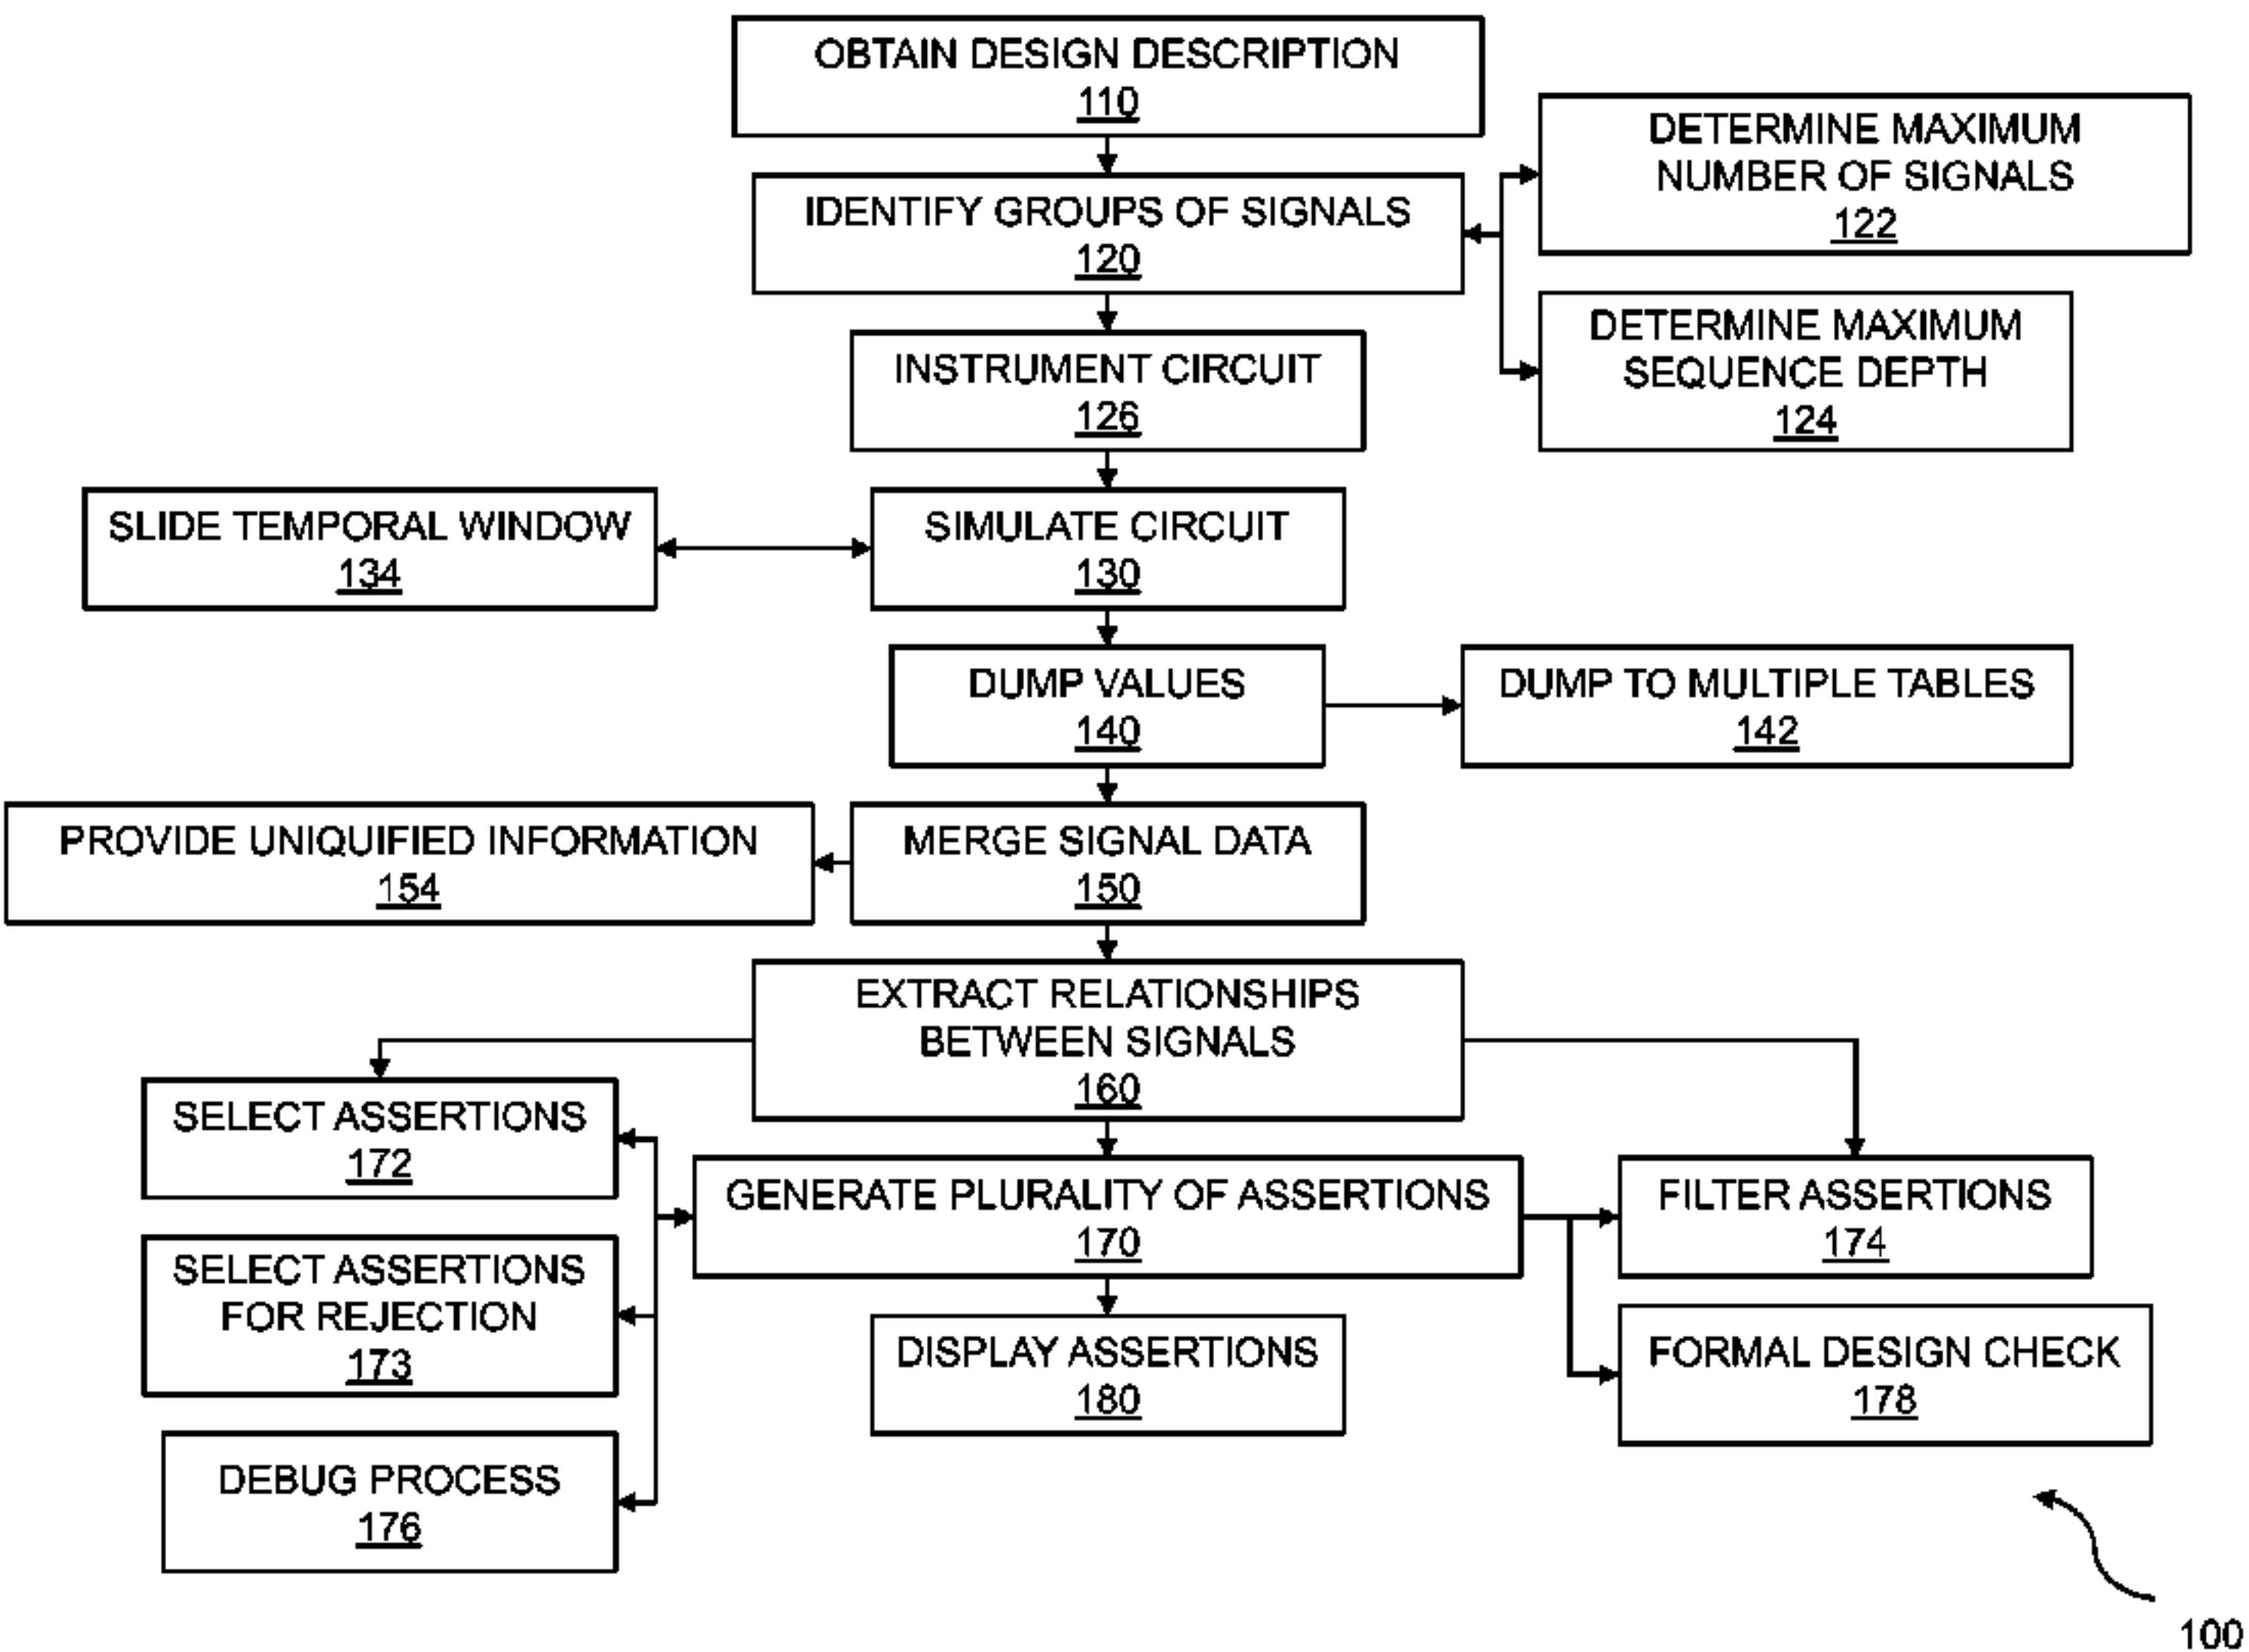 OBTAIN DESIGN DESCRIPTION
110
DETERMINE MAXIMUM
NUMBER OF SIGNALS
122
IDENTIFY GROUPS OF SIGNALS
120
DETERMINE MAXIMUM
SEQUENCE DEPTH
124
INSTRUMENT CIRCUIT
126
SLIDE TEMPORAL WINDOW
134
SIMULATE CIRCUIT
130
DUMP VALUES
140
DUMP TO MULTIPLE TABLES
142
PROVIDE UNIQUIFIED INFORMATION
154
MERGE SIGNAL DATA
150
EXTRACT RELATIONSHIPS
BETWEEN SIGNALS
160
SELECT ASSERTIONS
172
GENERATE PLURALITY OF ASSERTIONS
170
FILTER ASSERTIONS
174
SELECT ASSERTIONS
FOR REJECTION
173
DISPLAY ASSERTIONS
180
FORMAL DESIGN CHECK
178
DEBUG PROCESS
176
100